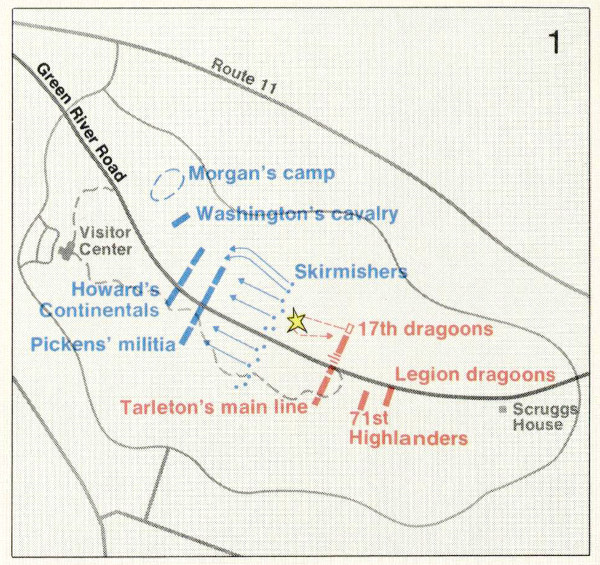 1
Route 11
Green River Road
Morgan's camp
Washington's cavalry
Visitor
Center
Skirmishers
Howard's
Continentals
Pickens' militia
17th dragoons
Legion dragoons
Tarleton's main line
71st
Highlanders
Scruggs
House